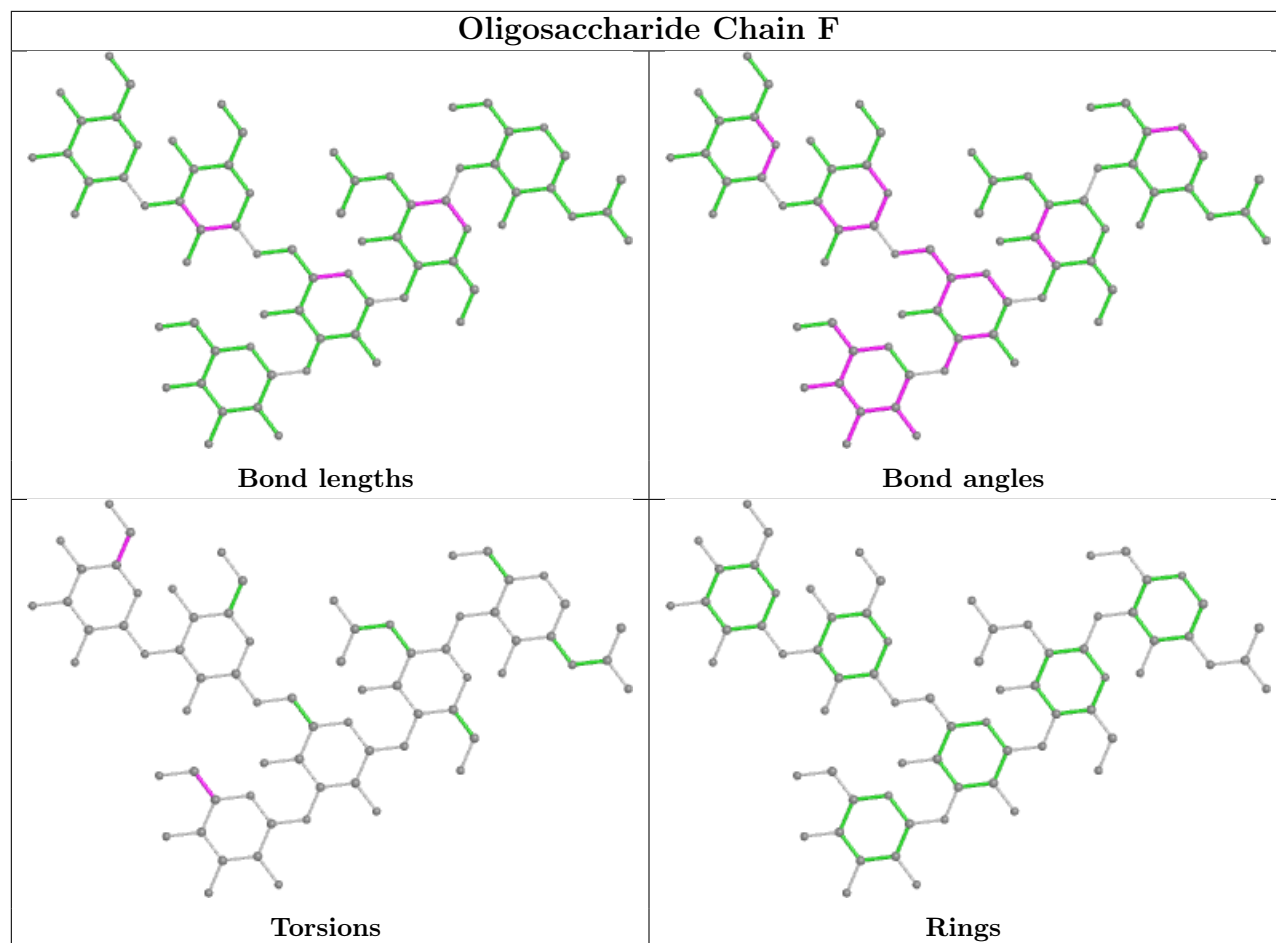 Oligosaccharide Chain F
Bond lengths
Bond angles
Torsions
Rings